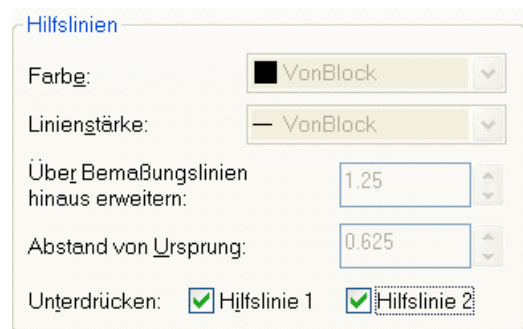 Hilfslinien
Farbe: VonBlock
Linienstärke: VonBlock
Über Bemaßungslinien
hinaus erweitern: 1.25
Abstand von Ursprung: 0.625
Unterdrücken: Hilfslinie 1 Hilfslinie 2